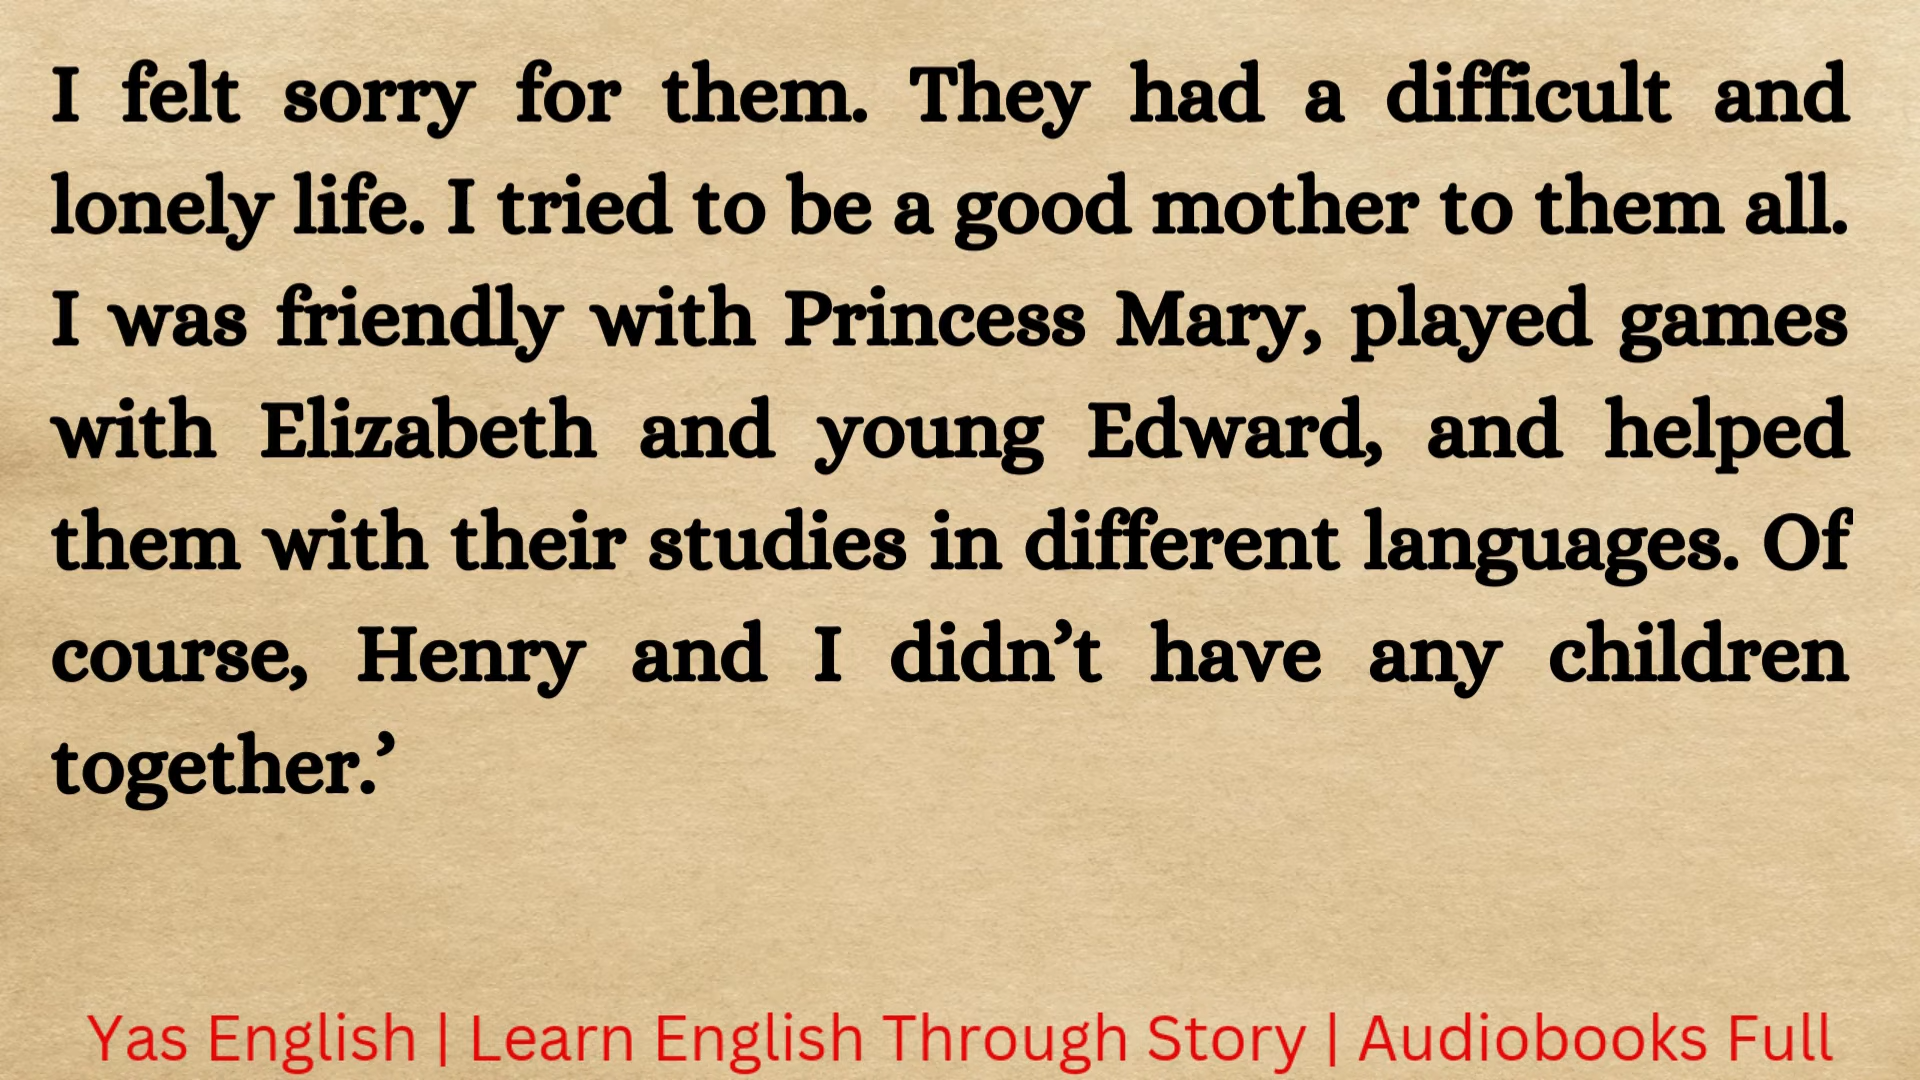 I felt sorry for them. They had a difficult and
lonely life. I tried to be a good mother to them all.
I was friendly with Princess Mary, played games
with Elizabeth and young Edward, and helped
them with their studies in different languages. Of
course, Henry and I didn’t have any children
together.’
Yas English | Learn English Through Story | Audiobooks Full